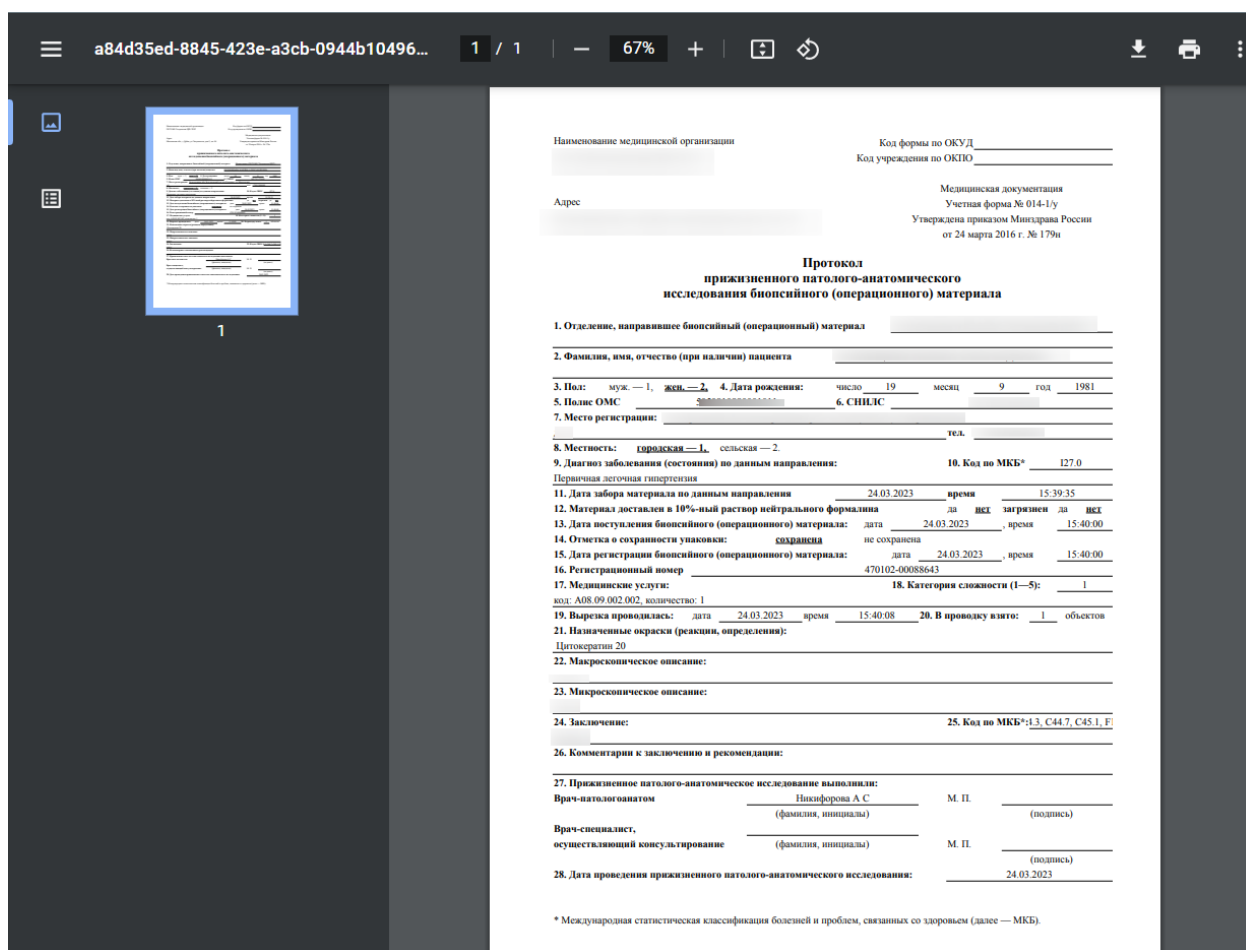 a84d35ed-8845-423e-a3cb-0944b10496… 1 / 1 67%
1
Наименование медицинской организации
Код формы по ОКУД
Код учреждения по ОКПО
Медицинская документация
Адрес
Учетная форма № 014-1/у
Утверждена приказом Минздрава России
от 24 марта 2016 г. № 179н
Протокол
прижизненного патолого-анатомического
исследования биопсийного (операционного) материала
1. Отделение, направившее биопсийный (операционный) материал
2. Фамилия, имя, отчество (при наличии) пациента
3. Пол: муж. — 1, жен. — 2, 4. Дата рождения: число 19 месяц 9 год 1981
5. Полис ОМС 6. СНИЛС
7. Место регистрации:
тел.
8. Местность: городская — 1, сельская — 2.
9. Диагноз заболевания (состояния) по данным направления: 10. Код по МКБ* I27.0
Первичная легочная гипертензия
11. Дата забора материала по данным направления 24.03.2023 время 15:39:35
12. Материал доставлен в 10%-ный раствор нейтрального формалина да нет загрязнен да нет
13. Дата поступления биопсийного (операционного) материала: дата 24.03.2023 , время 15:40:00
14. Отметка о сохранности упаковки: сохранена не сохранена
15. Дата регистрации биопсийного (операционного) материала: дата 24.03.2023 , время 15:40:00
16. Регистрационный номер 470102-00088643
17. Медицинские услуги: 18. Категория сложности (1—5): 1
код: A08.09.002.002, количество: 1
19. Вырезка проводилась: дата 24.03.2023 время 15:40:08 20. В проводку взято: 1 объектов
21. Назначенные окраски (реакции, определения):
Цитокератин 20
22. Макроскопическое описание:
23. Микроскопическое описание:
24. Заключение: 25. Код по МКБ*: C44.7, C45.1,
26. Комментарии к заключению и рекомендации:
27. Прижизненное патолого-анатомическое исследование выполнили:
Врач-патологоанатом Никифорова А С М. П.
(фамилия, инициалы) (подпись)
Врач-специалист,
осуществляющий консультирование (фамилия, инициалы) М. П.
(подпись)
28. Дата проведения прижизненного патолого-анатомического исследования: 24.03.2023
* Международная статистическая классификация болезней и проблем, связанных со здоровьем (далее — МКБ).